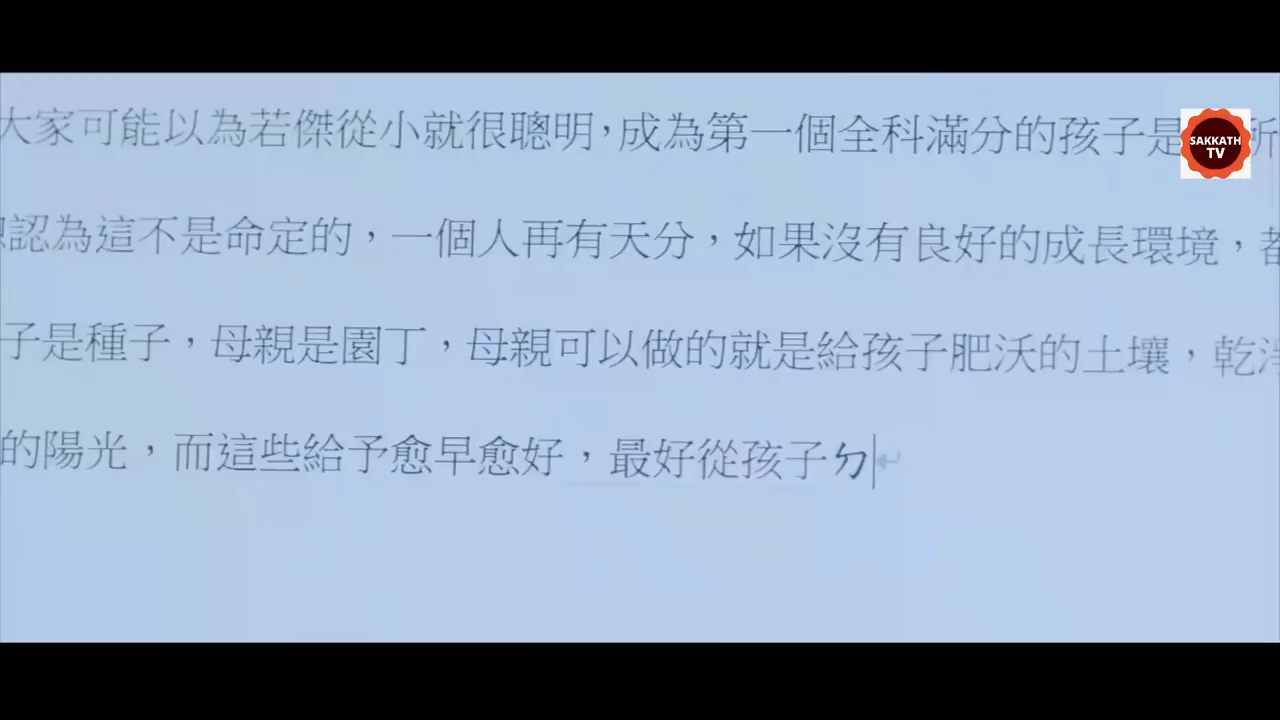 大家可能以為若傑從小就很聰明，成為第一個全科滿分的孩子是 所
認為這不是命定的，一個人再有天分，如果沒有良好的成長環境，都
子是種子，母親是園丁，母親可以做的就是給孩子肥沃的土壤，乾淨
的陽光，而這些給予愈早愈好，最好從孩子ㄉ
SAKKATH
TV